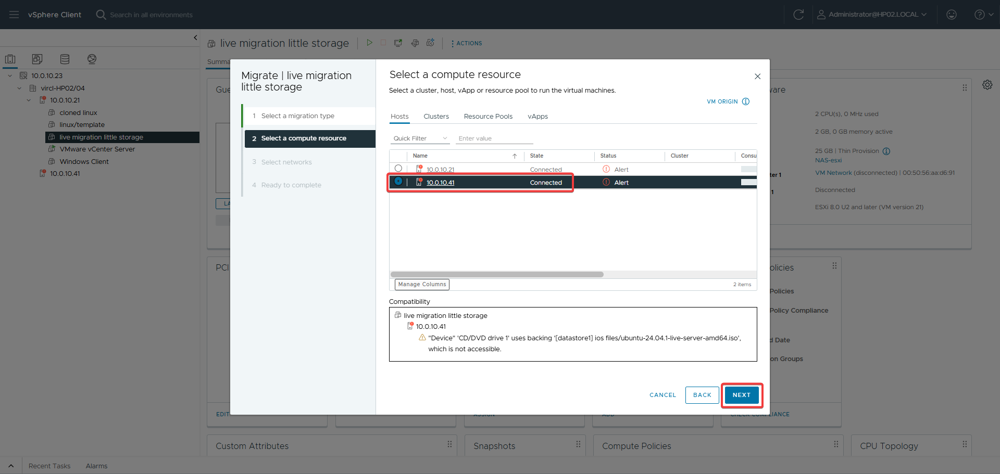 vSphere Client
Search in all environments
Administrator@HP02.LOCAL
live migration little storage
ACTIONS
Summa
10.0.10.23
vircl-HP02/04
10.0.10.21
cloned linux
linux/template
live migration little storage
VMware vCenter Server
Windows Client
10.0.10.41
Gue
LA
ware
2 CPU(s), 0 MHz used
2 GB, 0 GB memory active
25 GB | Thin Provision
NAS-esxi
ter 1
VM Network (disconnected) | 00:50:56:aa:d6:91
1
Disconnected
ESXi 8.0 U2 and later (VM version 21)
Migrate | live migration
little storage
1 Select a migration type
2 Select a compute resource
3 Select networks
4 Ready to complete
Select a compute resource
Select a cluster, host, vApp or resource pool to run the virtual machines.
VM ORIGIN
Hosts Clusters Resource Pools vApps
Quick Filter Enter value
Name State Status Cluster Consu
10.0.10.21 Connected Alert
10.0.10.41 Connected Alert
Manage Columns 2 items
Compatibility
live migration little storage
10.0.10.41
"Device" 'CD/DVD drive 1' uses backing '[datastore1] ios files/ubuntu-24.04.1-live-server-amd64.iso',
which is not accessible.
CANCEL BACK NEXT
PCI
EDIT
ASSIGN
ADD
olicies
Policies
Policy Compliance
d Date
on Groups
CHECK COMPLIANCE
Custom Attributes
Snapshots
Compute Policies
CPU Topology
Recent Tasks Alarms